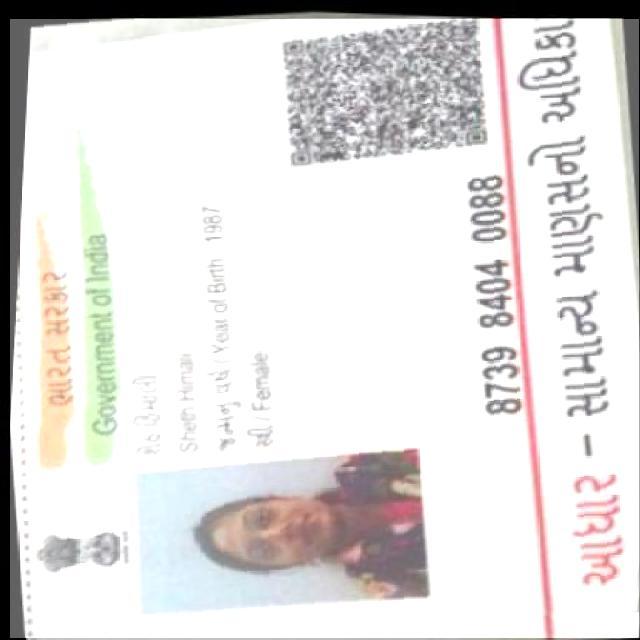 ભારત સરકાર
Government of India
શેઠ હિમાલી
Sheth Himali
જન્મનું વર્ષ / Year of Birth 1987
સ્ત્રી / Female
8739 8404 0088
આધાર – સામાન્ય માણસનો અધિકા